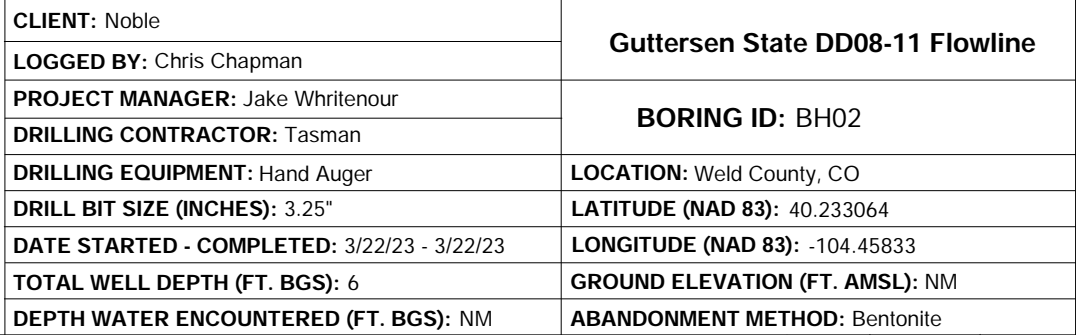 CLIENT: Noble
LOGGED BY: Chris Chapman
Guttersen State DD08-11 Flowline
PROJECT MANAGER: Jake Whritenour
DRILLING CONTRACTOR: Tasman
BORING ID: BH02
DRILLING EQUIPMENT: Hand Auger
LOCATION: Weld County, CO
DRILL BIT SIZE (INCHES): 3.25"
LATITUDE (NAD 83): 40.233064
DATE STARTED - COMPLETED: 3/22/23 - 3/22/23
LONGITUDE (NAD 83): -104.45833
TOTAL WELL DEPTH (FT. BGS): 6
GROUND ELEVATION (FT. AMSL): NM
DEPTH WATER ENCOUNTERED (FT. BGS): NM
ABANDONMENT METHOD: Bentonite